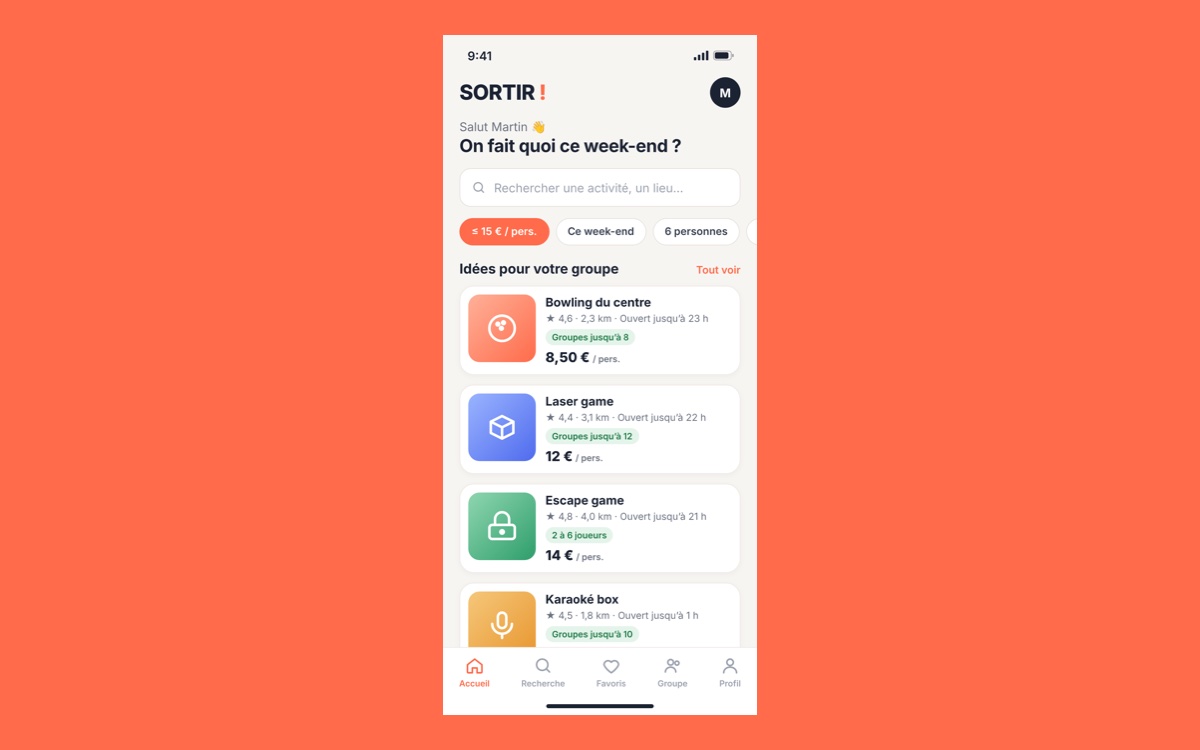 9:41
SORTIR !
M
Salut Martin 👋
On fait quoi ce week-end ?
Rechercher une activité, un lieu...
≤ 15 € / pers.
Ce week-end
6 personnes
Idées pour votre groupe
Tout voir
Bowling du centre
★ 4,6 · 2,3 km · Ouvert jusqu'à 23 h
Groupes jusqu'à 8
8,50 € / pers.
Laser game
★ 4,4 · 3,1 km · Ouvert jusqu'à 22 h
Groupes jusqu'à 12
12 € / pers.
Escape game
★ 4,8 · 4,0 km · Ouvert jusqu'à 21 h
2 à 6 joueurs
14 € / pers.
Karaoké box
★ 4,5 · 1,8 km · Ouvert jusqu'à 1 h
Groupes jusqu'à 10
Accueil
Recherche
Favoris
Groupe
Profil